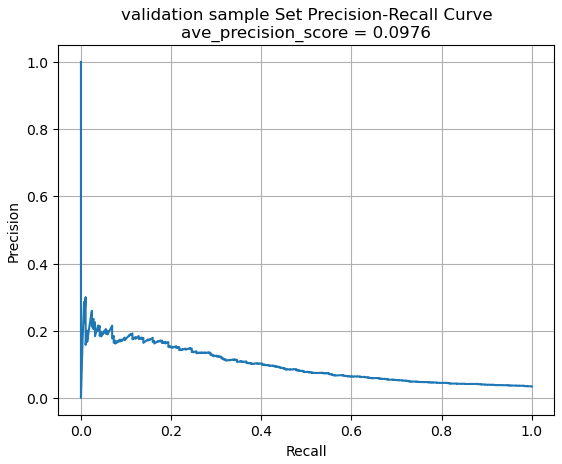 validation sample Set Precision-Recall Curve
ave_precision_score = 0.0976
1.0
0.8
0.6
0.4
0.2
0.0
Precision
0.0 0.2 0.4 0.6 0.8 1.0
Recall